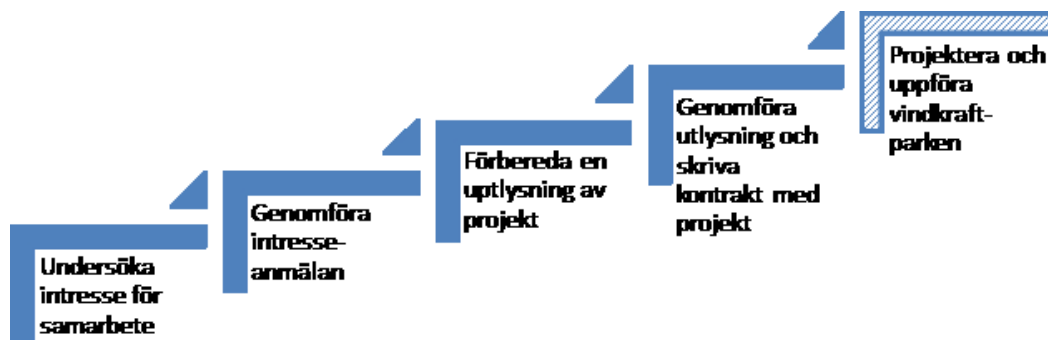 Undersöka
intresse för
samarbete
Genomföra
intresse-
anmälan
Förbereda en
uptlysning av
projekt
Genomföra
utlysning och
skriva
kontrakt med
projekt
Projektera och
uppföra
vindkraft-
parken